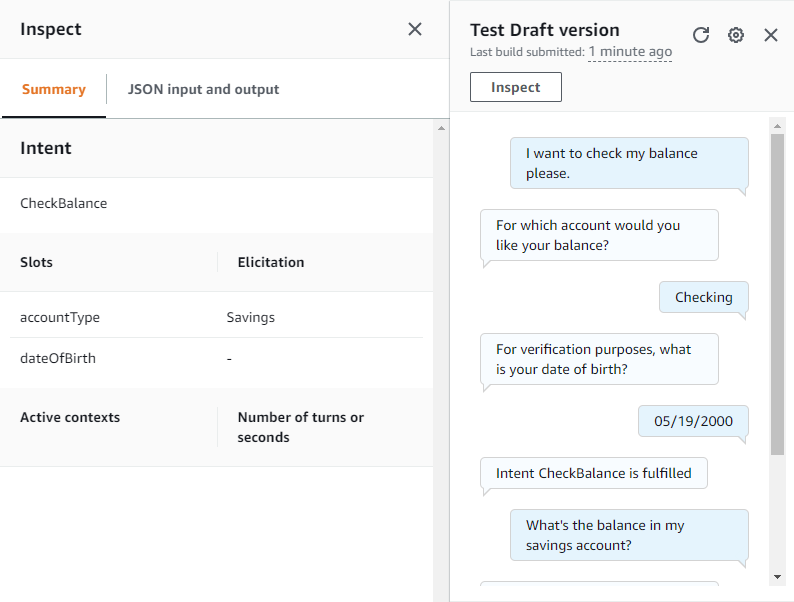 Inspect
Summary
JSON input and output
Intent
CheckBalance
Slots
Elicitation
accountType
Savings
dateOfBirth
-
Active contexts
Number of turns or
seconds
Test Draft version
Last build submitted: 1 minute ago
Inspect
I want to check my balance
please.
For which account would you
like your balance?
Checking
For verification purposes, what
is your date of birth?
05/19/2000
Intent CheckBalance is fulfilled
What's the balance in my
savings account?